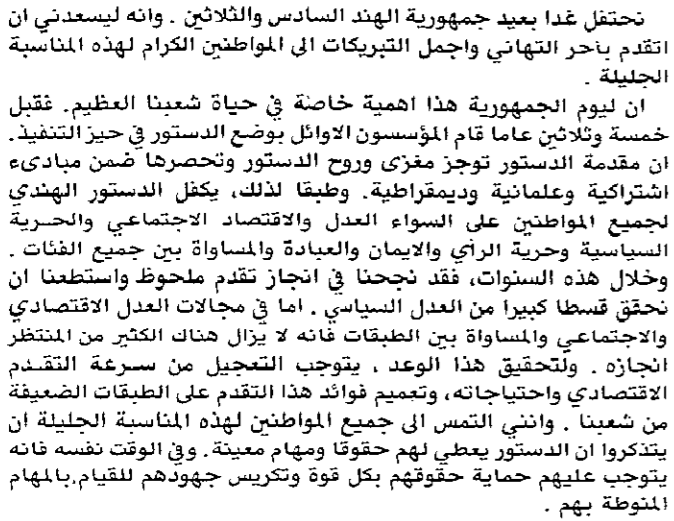 نحتفل غدا بعيد جمهورية الهند السادس والثلاثين . وانه ليسعدني ان
اتقدم بأحر التهاني واجمل التبريكات الى المواطنين الكرام لهذه المناسبة
الجليلة .
ان ليوم الجمهورية هذا اهمية خاصة في حياة شعبنا العظيم. فقبل
خمسة وثلاثين عاما قام المؤسسون الاوائل بوضع الدستور في حيز التنفيذ.
ان مقدمة الدستور توجز مغزى وروح الدستور وتحصرها ضمن مبادىء
اشتراكية وعلمانية وديمقراطية. وطبقا لذلك، يكفل الدستور الهندي
لجميع المواطنين على السواء العدل والاقتصاد الاجتماعي والحرية
السياسية وحرية الرأي والايمان والعبادة والمساواة بين جميع الفئات .
وخلال هذه السنوات، فقد نجحنا في انجاز تقدم ملحوظ واستطعنا ان
نحقق قسطا كبيرا من العدل السياسي . اما في مجالات العدل الاقتصادي
والاجتماعي والمساواة بين الطبقات فانه لا يزال هناك الكثير من المنتظر
انجازه . ولتحقيق هذا الوعد ، يتوجب التعجيل من سرعة التقدم
الاقتصادي واحتياجاته، وتعميم فوائد هذا التقدم على الطبقات الضعيفة
من شعبنا . وانني التمس الى جميع المواطنين لهذه المناسبة الجليلة ان
يتذكروا ان الدستور يعطي لهم حقوقا ومهام معينة. وفي الوقت نفسه فانه
يتوجب عليهم حماية حقوقهم بكل قوة وتكريس جهودهم للقيام بالمهام
المنوطة بهم .